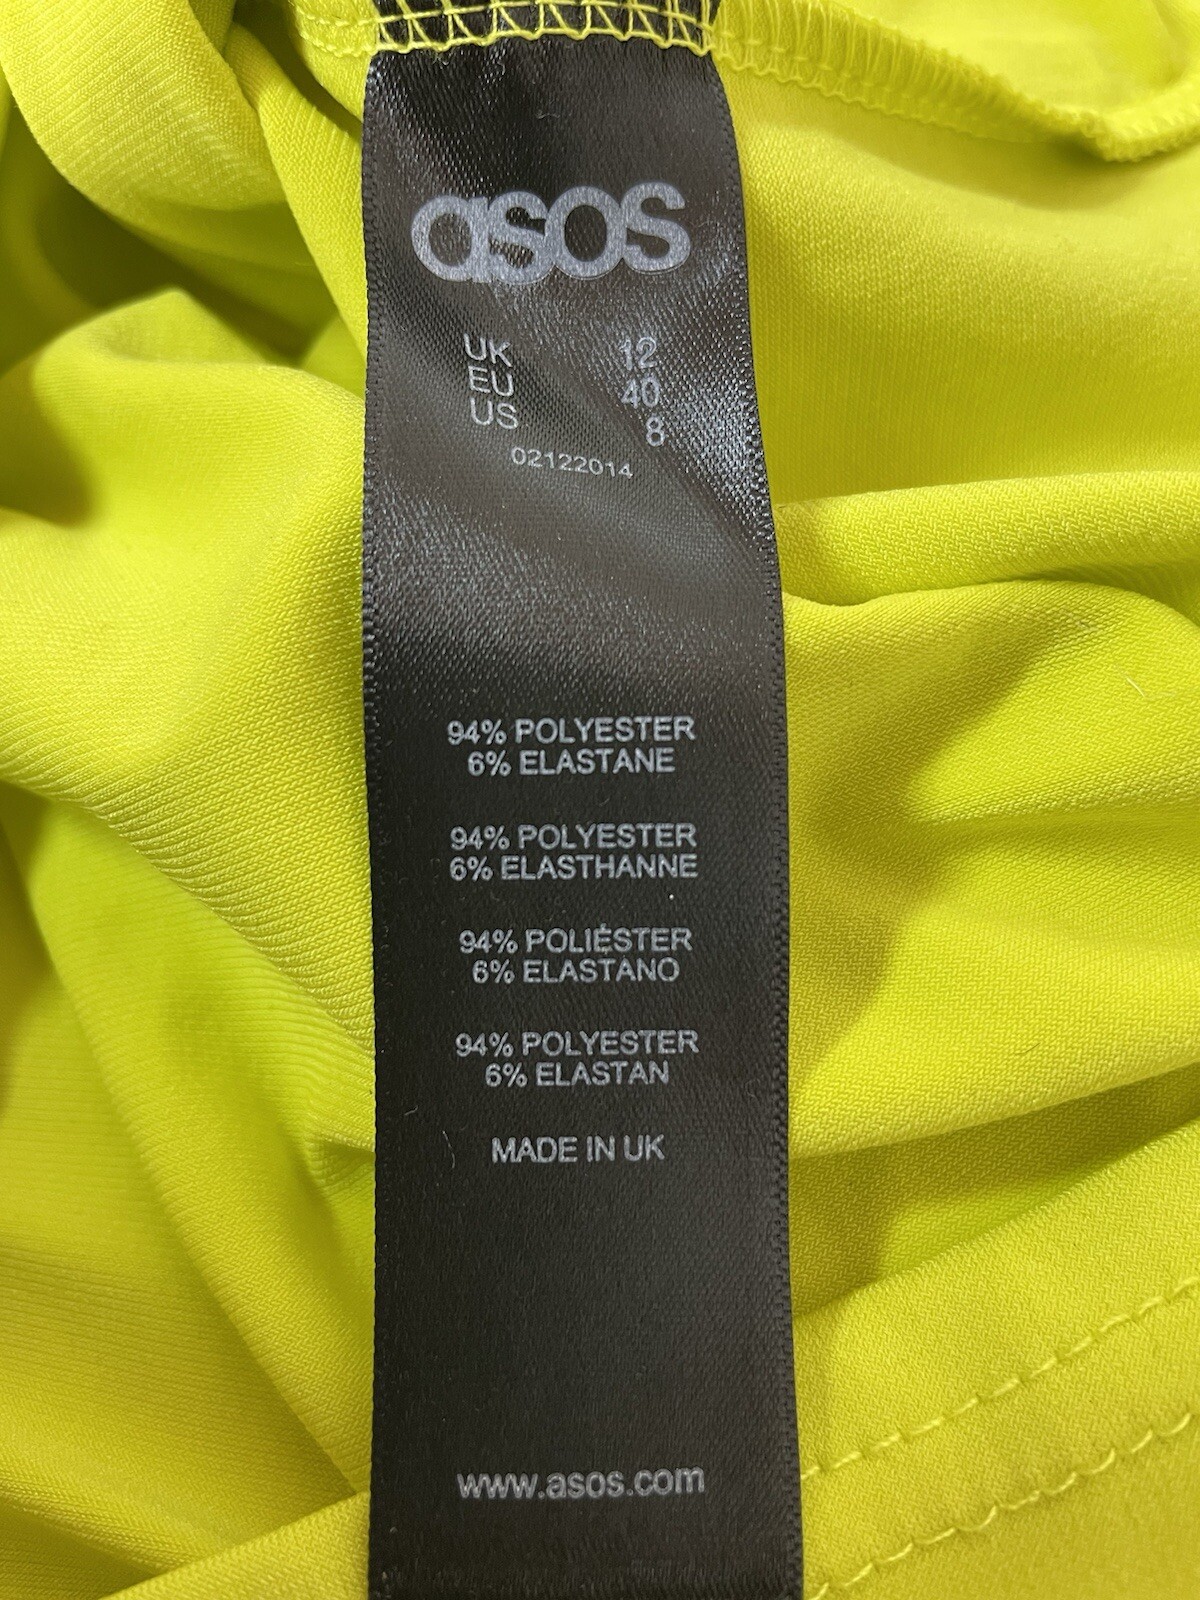 asos
UK 12
EU 40
US 8
02122014
94% POLYESTER
6% ELASTANE
94% POLYESTER
6% ELASTHANNE
94% POLIÉSTER
6% ELASTANO
94% POLYESTER
6% ELASTAN
MADE IN UK
www.asos.com